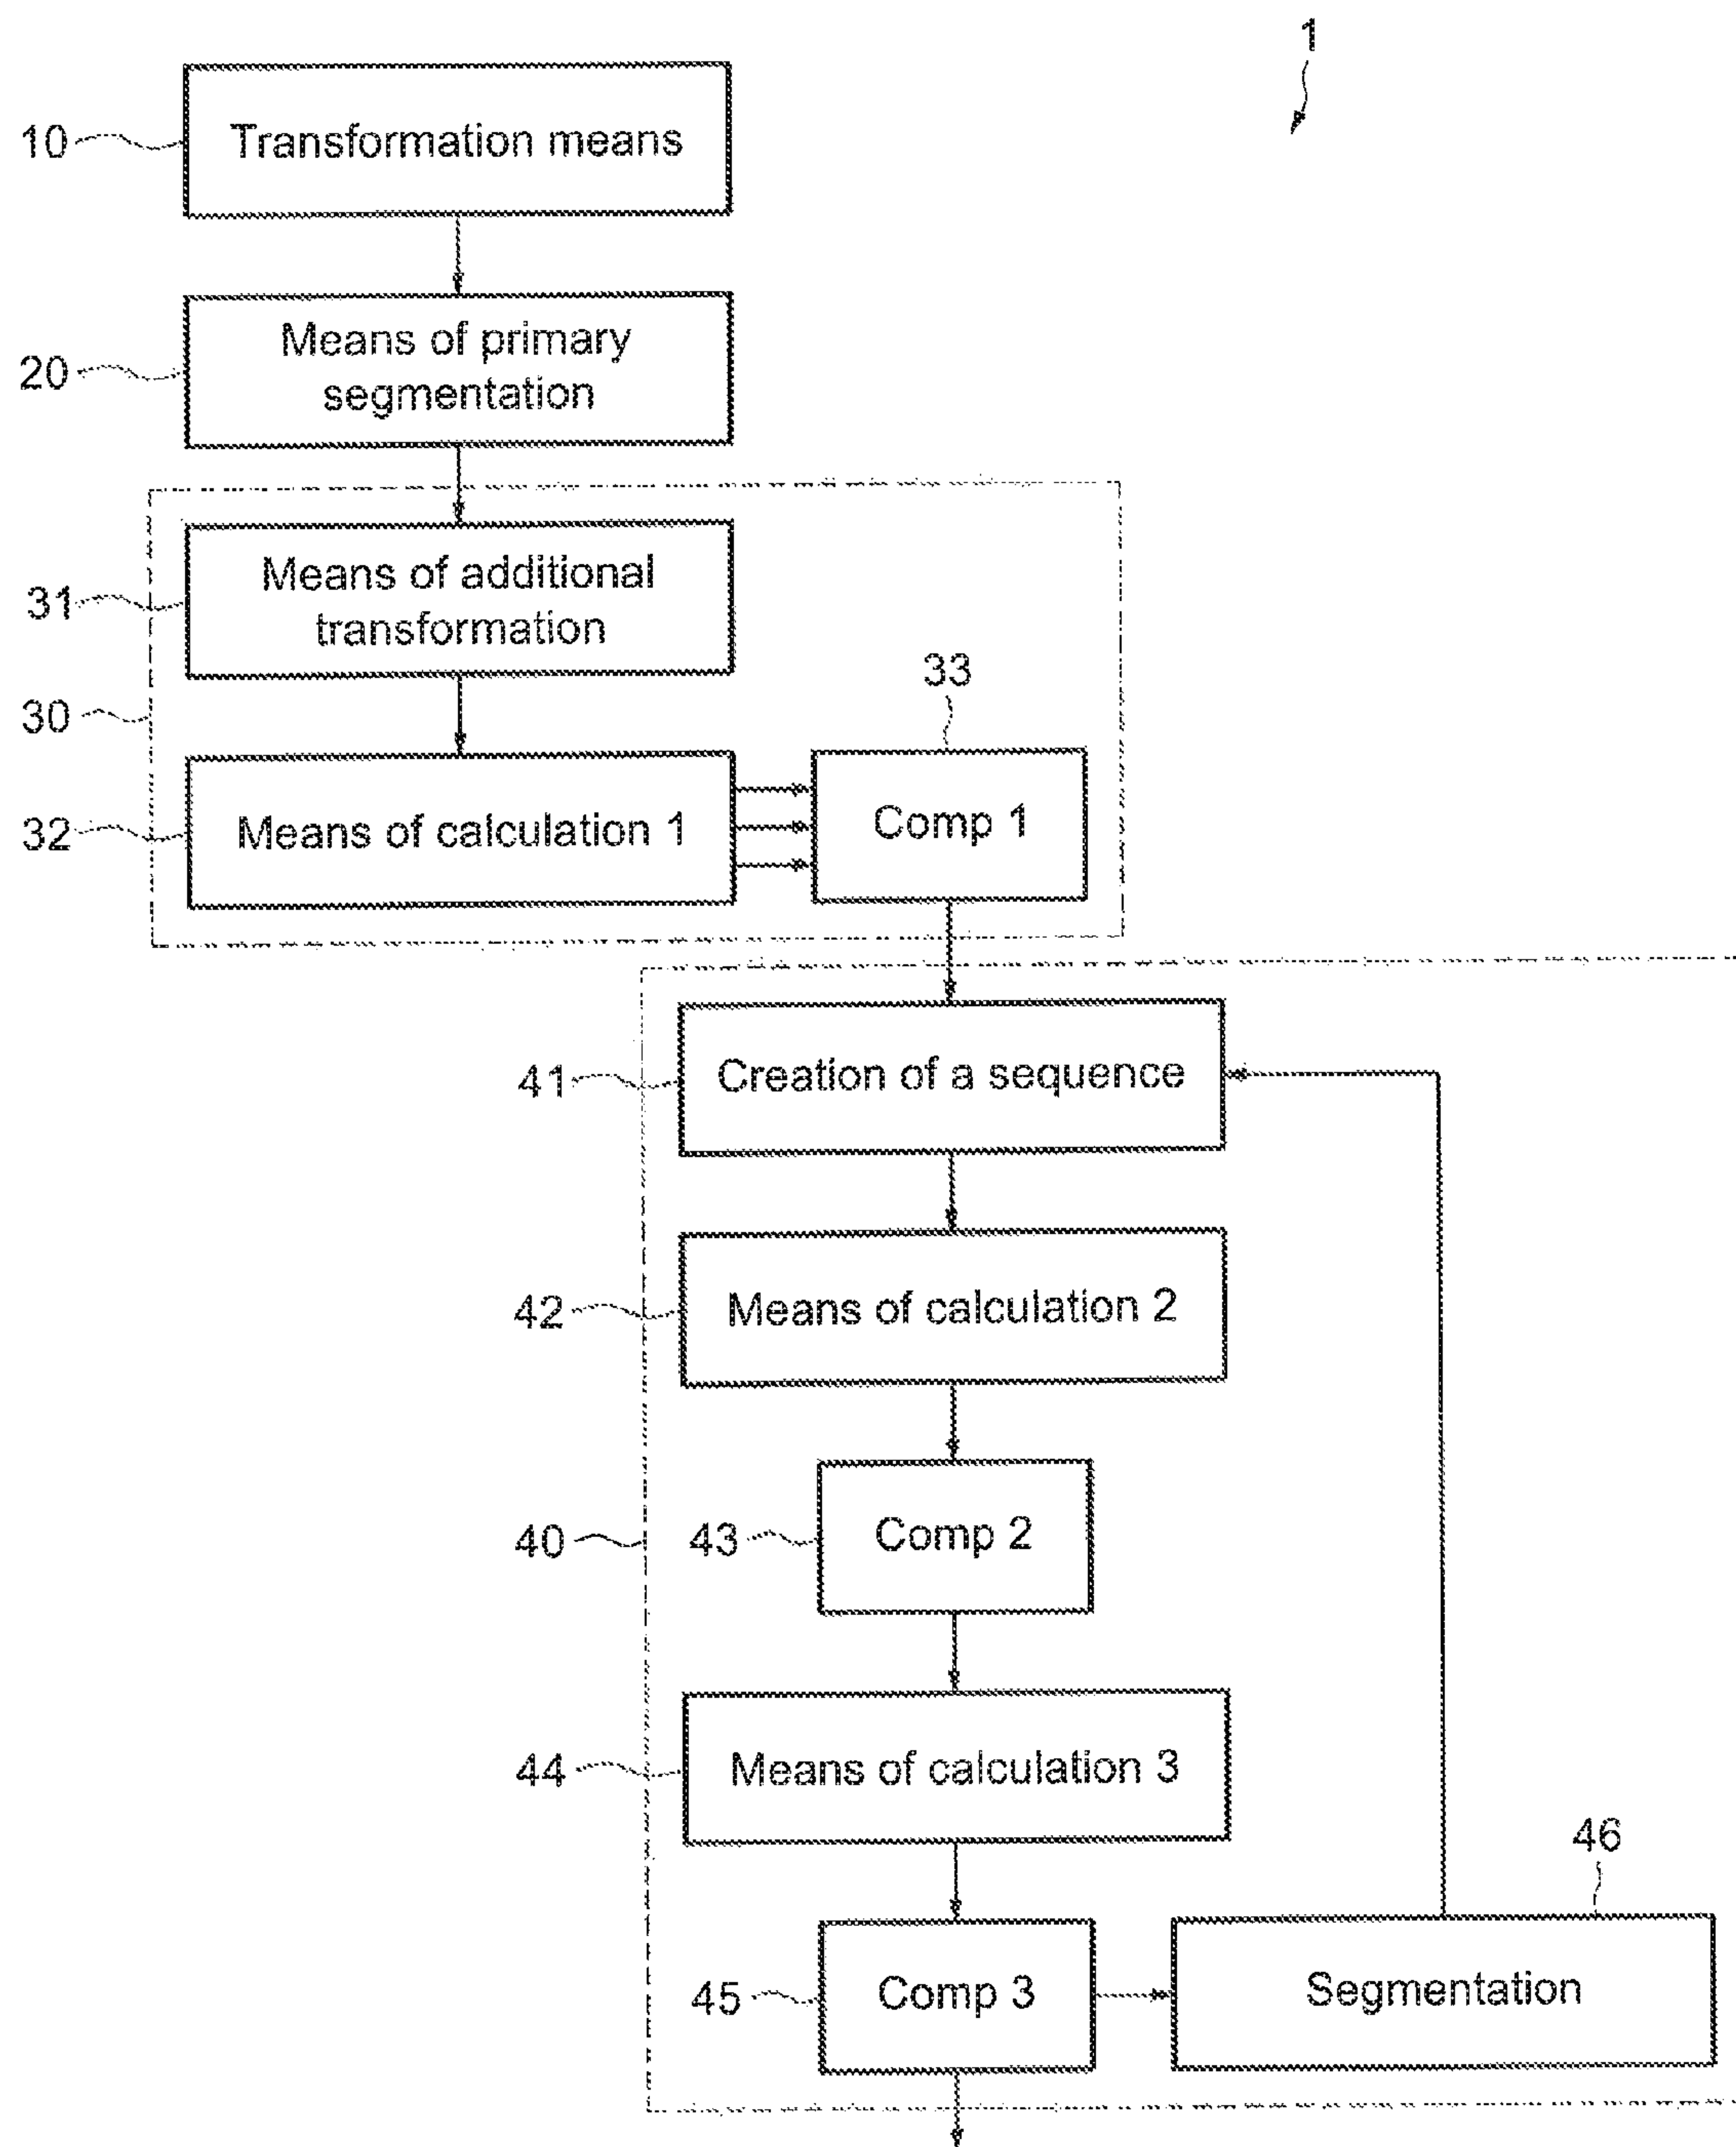 1
10
Transformation means
20
Means of primary
segmentation
31
Means of additional
transformation
30
33
32
Means of calculation 1
Comp 1
41
Creation of a sequence
42
Means of calculation 2
40
43
Comp 2
44
Means of calculation 3
46
45
Comp 3
Segmentation